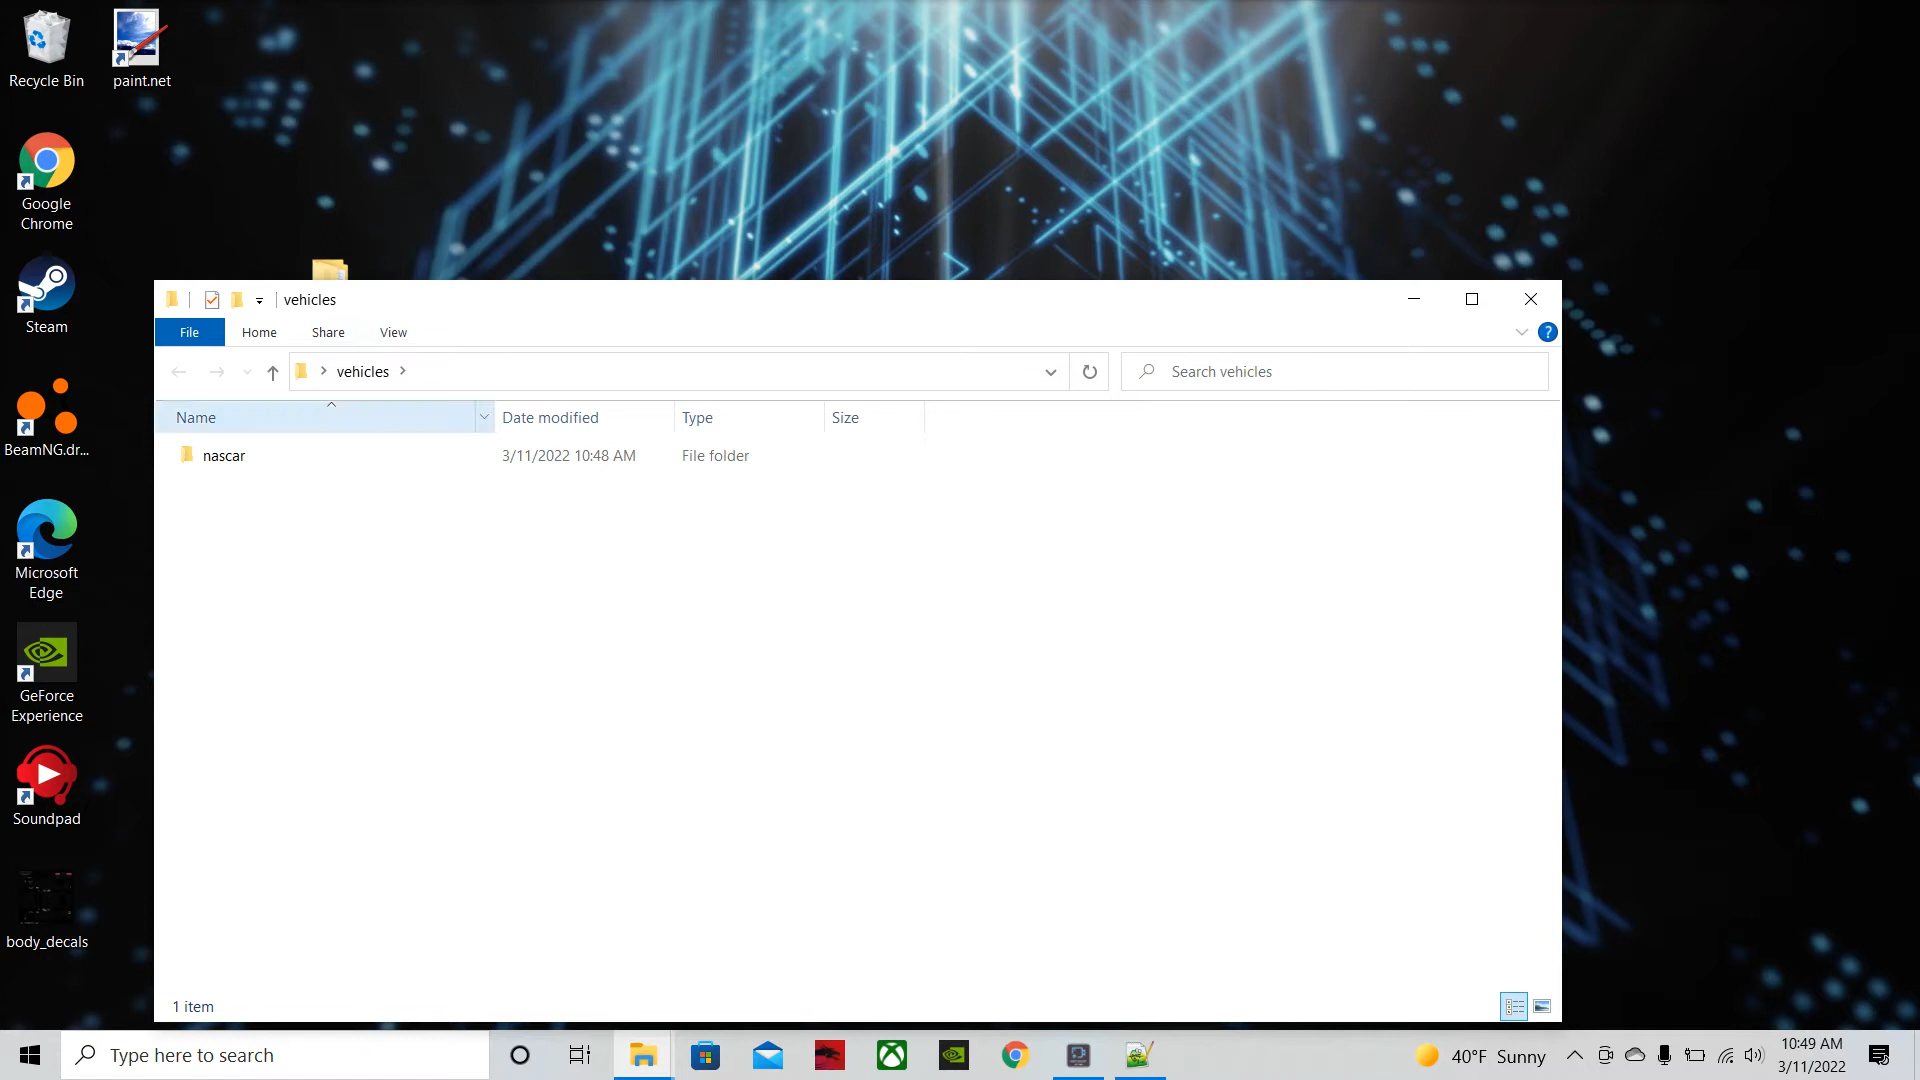 Recycle Bin
paint.net
Google
Chrome
Steam
BeamNG.dr...
Microsoft
Edge
GeForce
Experience
Soundpad
body_decals
vehicles
File
Home
Share
View
?
vehicles
Search vehicles
Name
Date modified
Type
Size
nascar
3/11/2022 10:48 AM
File folder
1 item
Type here to search
40°F Sunny
10:49 AM
3/11/2022